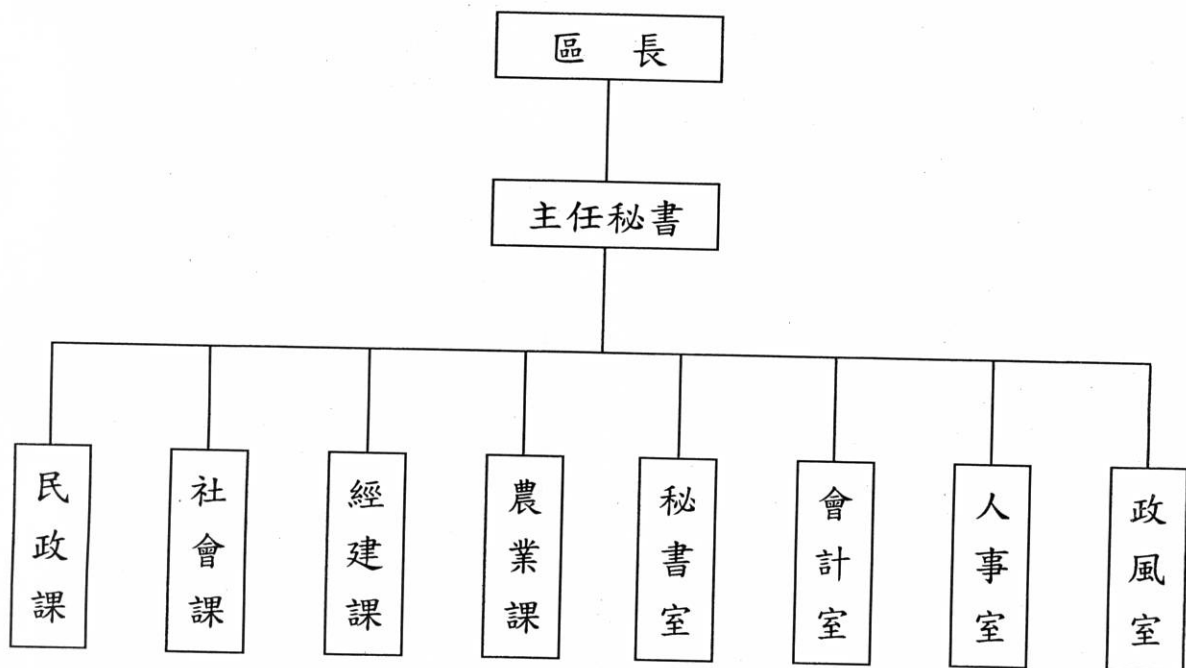 區 長
主任秘書
民政課
社會課
經建課
農業課
秘書室
會計室
人事室
政風室